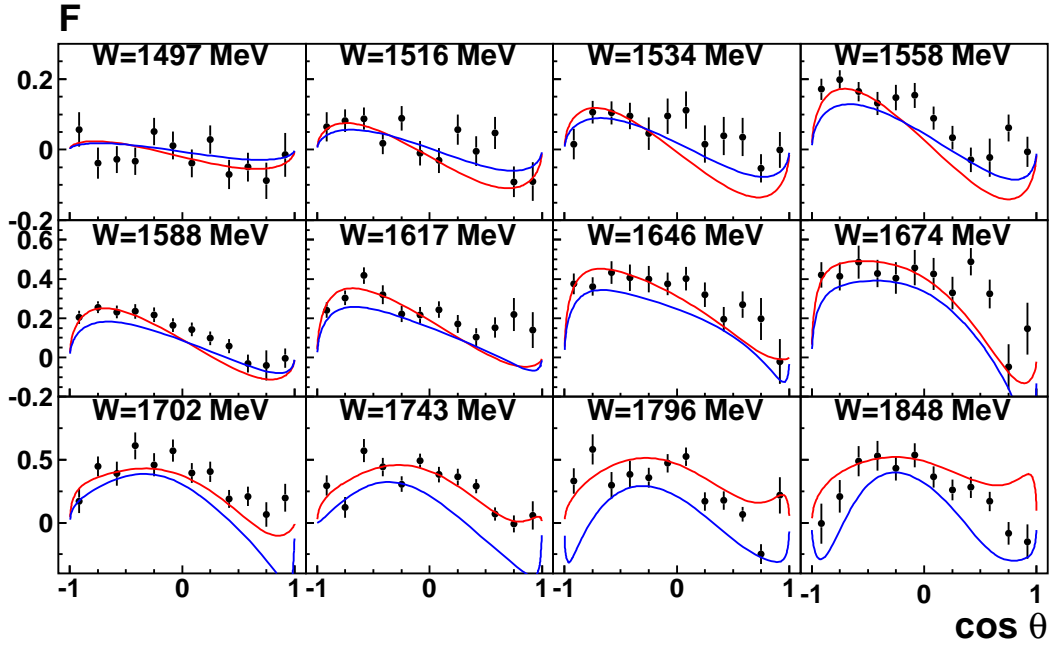 F
W=1497 MeV W=1516 MeV W=1534 MeV W=1558 MeV
0.2
0
-0.2
W=1588 MeV W=1617 MeV W=1646 MeV W=1674 MeV
0.6
0.4
0.2
0
-0.2
W=1702 MeV W=1743 MeV W=1796 MeV W=1848 MeV
0.5
0
-1 0 1 0 1 -1 0 1 -1 0 1
cos θ